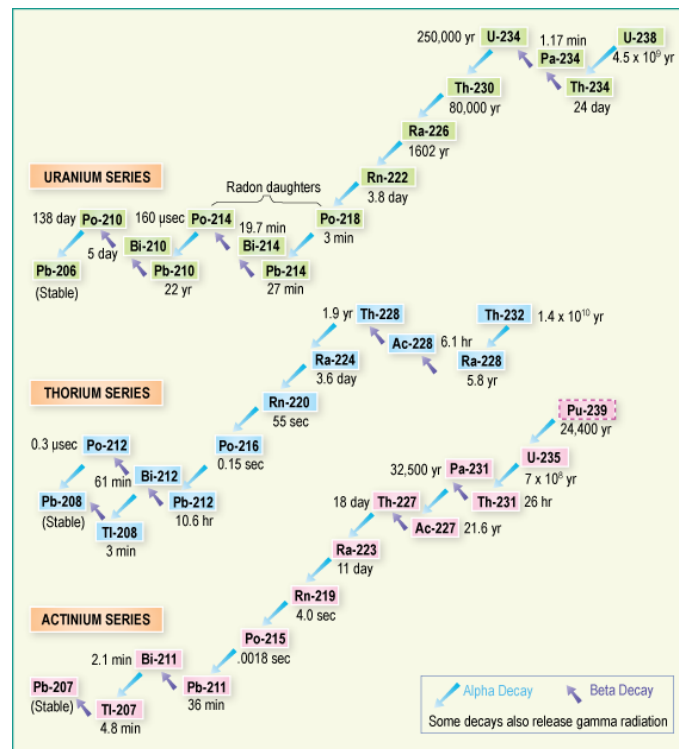 250,000 yr U-234 1.17 min U-238
Pa-234 4.5 x 10⁹ yr
Th-230 Th-234
80,000 yr 24 day
Ra-226
1602 yr
URANIUM SERIES Rn-222
Radon daughters 3.8 day
138 day Po-210 160 µsec Po-214 Po-218
19.7 min 3 min
5 day Bi-210 Bi-214
Pb-206 Pb-210 Pb-214
(Stable) 22 yr 27 min
1.9 yr Th-228 Th-232 1.4 x 10¹⁰ yr
Ac-228 6.1 hr
Ra-224 Ra-228
3.6 day 5.8 yr
THORIUM SERIES Rn-220
55 sec Pu-239
24,400 yr
0.3 µsec Po-212 Po-216
0.15 sec U-235
61 min Bi-212 32,500 yr Pa-231 7 x 10⁸ yr
Pb-208 Pb-212 18 day Th-227 Th-231 26 hr
(Stable) 10.6 hr
Tl-208 Ac-227 21.6 yr
3 min Ra-223
11 day
Rn-219
ACTINIUM SERIES 4.0 sec
Po-215
.0018 sec
2.1 min Bi-211
Pb-207 Pb-211
(Stable) 36 min
Tl-207
4.8 min
Alpha Decay Beta Decay
Some decays also release gamma radiation